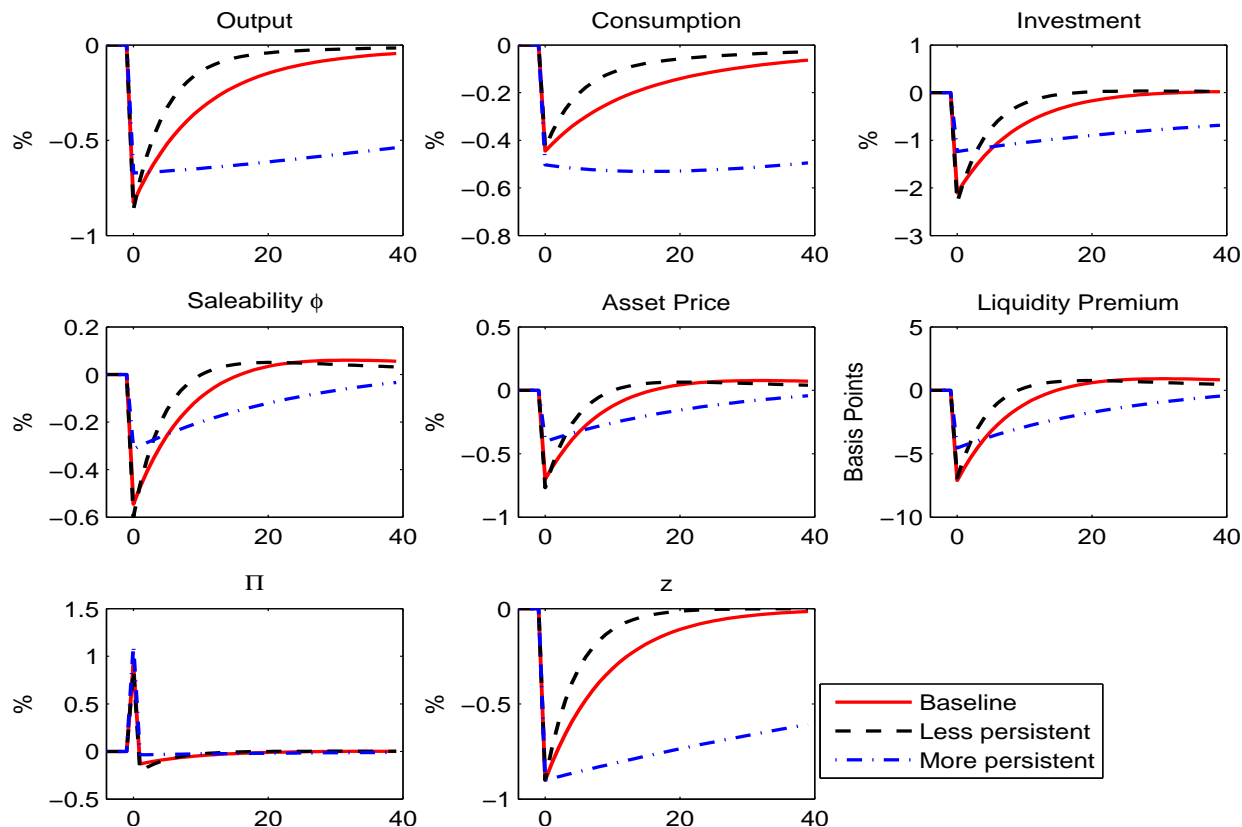 Output
0
−0.5
−1
%
0 20 40
Consumption
0
−0.2
−0.4
−0.6
−0.8
%
0 20 40
Investment
1
0
−1
−2
−3
%
0 20 40
Saleability ϕ
0.2
0
−0.2
−0.4
−0.6
%
0 20 40
Asset Price
0.5
0
−0.5
−1
%
0 20 40
Liquidity Premium
5
0
−5
−10
Basis Points
0 20 40
Π
1.5
1
0.5
0
−0.5
%
0 20 40
z
0
−0.5
−1
%
0 20 40
Baseline
Less persistent
More persistent